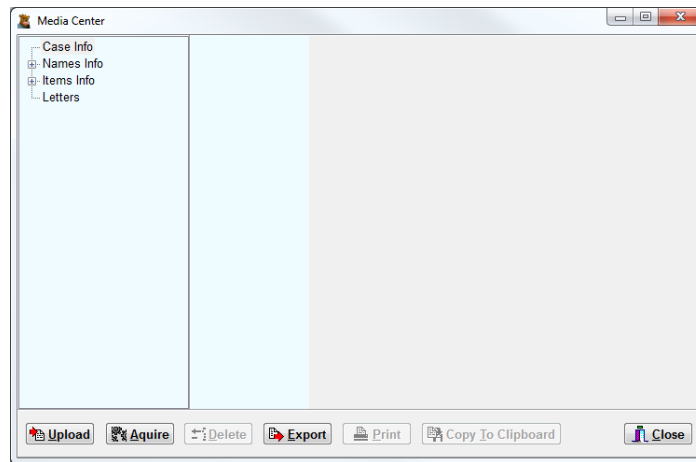 Media Center
Case Info
Names Info
Items Info
Letters
Upload Aquire Delete Export Print Copy To Clipboard Close